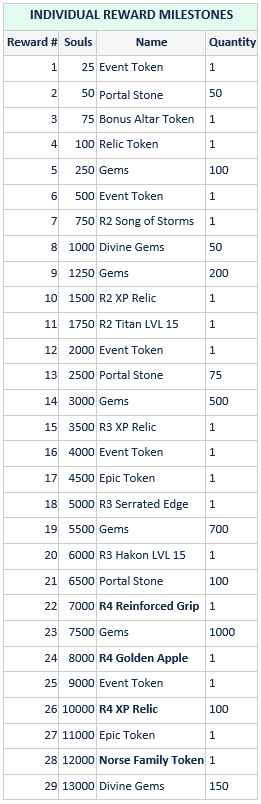 INDIVIDUAL REWARD MILESTONES
Reward # Souls Name Quantity
1 25 Event Token 1
2 50 Portal Stone 50
3 75 Bonus Altar Token 1
4 100 Relic Token 1
5 250 Gems 100
6 500 Event Token 1
7 750 R2 Song of Storms 1
8 1000 Divine Gems 50
9 1250 Gems 200
10 1500 R2 XP Relic 1
11 1750 R2 Titan LVL 15 1
12 2000 Event Token 1
13 2500 Portal Stone 75
14 3000 Gems 500
15 3500 R3 XP Relic 1
16 4000 Event Token 1
17 4500 Epic Token 1
18 5000 R3 Serrated Edge 1
19 5500 Gems 700
20 6000 R3 Hakon LVL 15 1
21 6500 Portal Stone 100
22 7000 R4 Reinforced Grip 1
23 7500 Gems 1000
24 8000 R4 Golden Apple 1
25 9000 Event Token 1
26 10000 R4 XP Relic 100
27 11000 Epic Token 1
28 12000 Norse Family Token 1
29 13000 Divine Gems 150